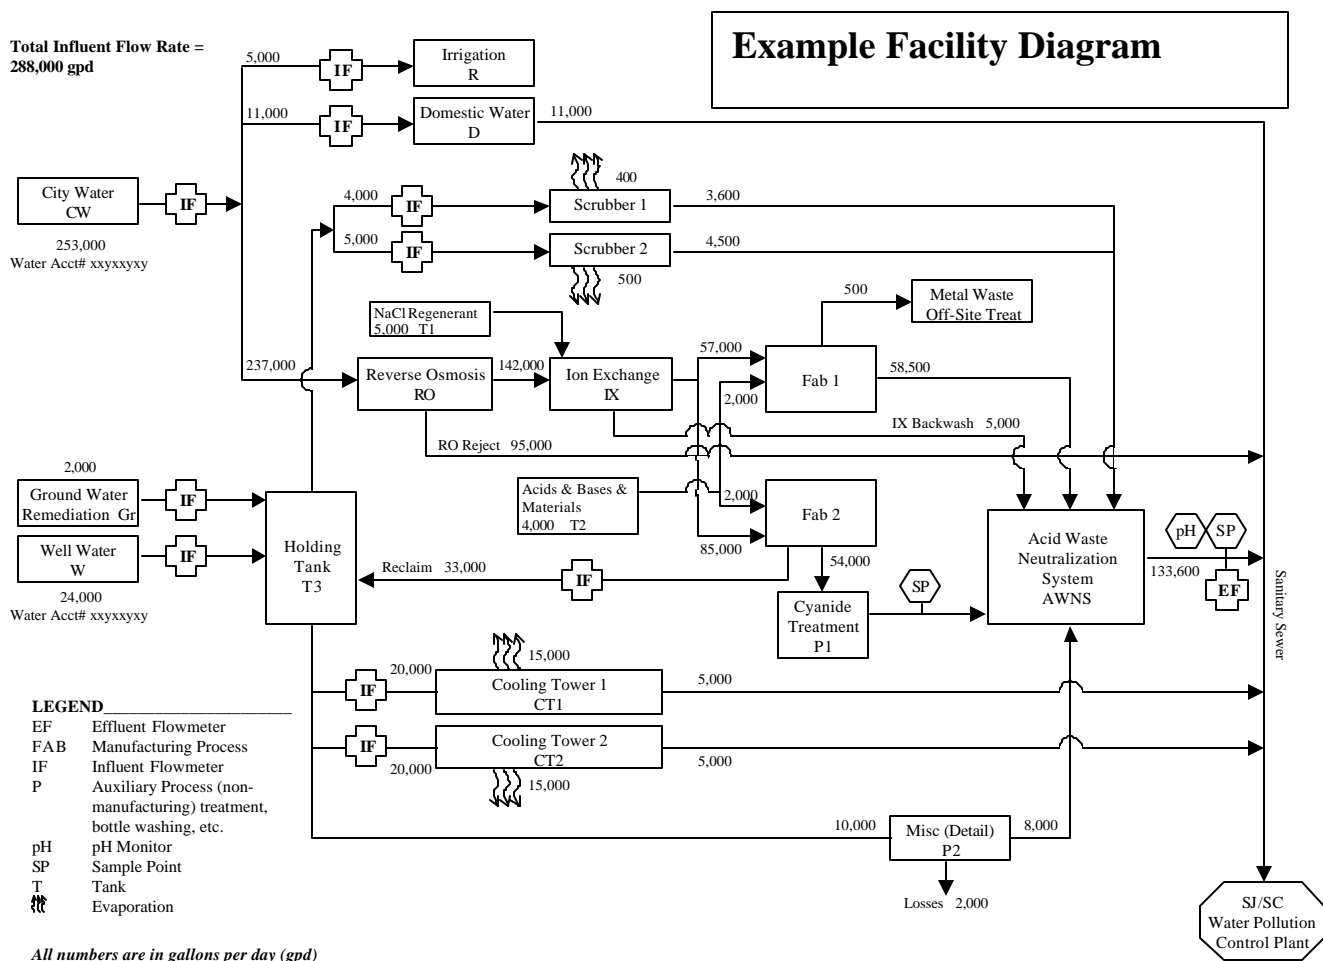 Total Influent Flow Rate =
288,000 gpd
Example Facility Diagram
5,000
IF
Irrigation
R
11,000
IF
Domestic Water
D
11,000
City Water
CW
IF
253,000
Water Acct# xxyxxyxy
400
4,000
IF
Scrubber 1
3,600
5,000
IF
Scrubber 2
4,500
500
NaCl Regenerant
5,000 T1
500
Metal Waste
Off-Site Treat
237,000
Reverse Osmosis
RO
142,000
Ion Exchange
IX
57,000
2,000
Fab 1
58,500
IX Backwash 5,000
RO Reject 95,000
2,000
Ground Water
Remediation Gr
IF
Well Water
W
IF
24,000
Water Acct# xxyxxyxy
Holding
Tank
T3
Acids & Bases &
Materials
4,000 T2
2,000
85,000
Fab 2
54,000
Reclaim 33,000
IF
Cyanide
Treatment
P1
SP
Acid Waste
Neutralization
System
AWNS
pH
SP
133,600
EF
Sanitary Sewer
15,000
20,000
IF
Cooling Tower 1
CT1
5,000
IF
20,000
Cooling Tower 2
CT2
5,000
15,000
10,000
Misc (Detail)
P2
8,000
Losses 2,000
SJ/SC
Water Pollution
Control Plant
LEGEND
EF Effluent Flowmeter
FAB Manufacturing Process
IF Influent Flowmeter
P Auxiliary Process (non-
manufacturing) treatment,
bottle washing, etc.
pH pH Monitor
SP Sample Point
T Tank
Evaporation
All numbers are in gallons per day (gpd)